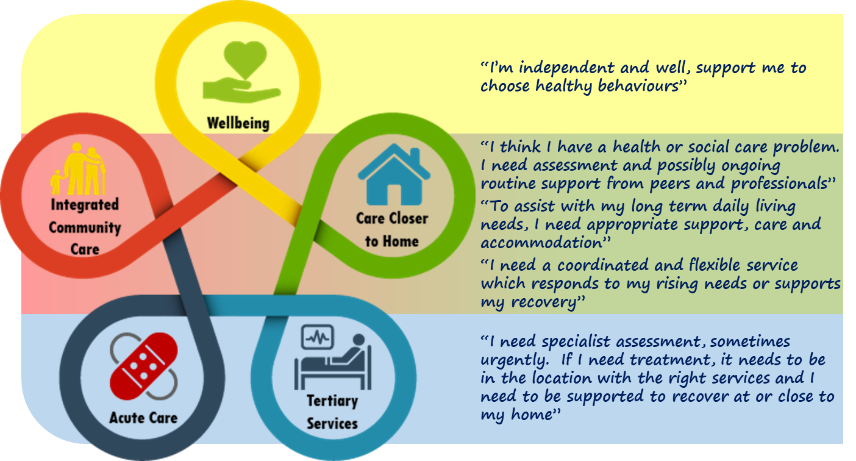 Wellbeing
Integrated
Community
Care
Care Closer
to Home
Acute Care
Tertiary
Services
“I’m independent and well, support me to
choose healthy behaviours”
“I think I have a health or social care problem.
I need assessment and possibly ongoing
routine support from peers and professionals”
“To assist with my long term daily living
needs, I need appropriate support, care and
accommodation”
“I need a coordinated and flexible service
which responds to my rising needs or supports
my recovery”
“I need specialist assessment, sometimes
urgently.  If I need treatment, it needs to be
in the location with the right services and I
need to be supported to recover at or close to
my home”